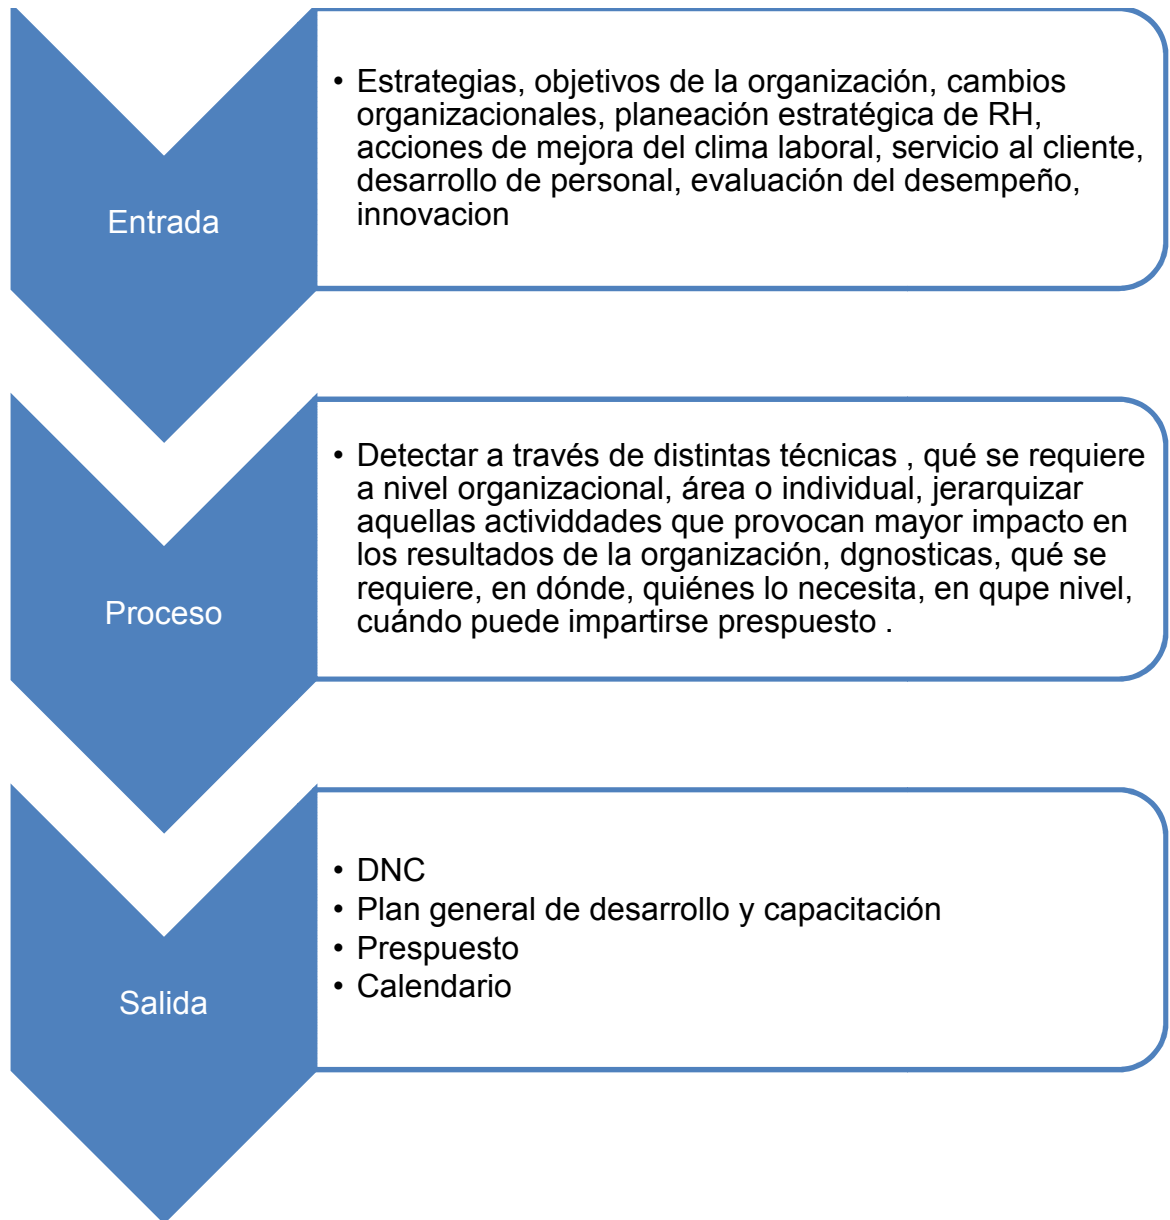 Entrada
• Estrategias, objetivos de la organización, cambios
organizacionales, planeación estratégica de RH,
acciones de mejora del clima laboral, servicio al cliente,
desarrollo de personal, evaluación del desempeño,
innovacion
Proceso
• Detectar a través de distintas técnicas , qué se requiere
a nivel organizacional, área o individual, jerarquizar
aquellas actividdades que provocan mayor impacto en
los resultados de la organización, dgnosticas, qué se
requiere, en dónde, quiénes lo necesita, en qupe nivel,
cuándo puede impartirse prespuesto .
Salida
• DNC
• Plan general de desarrollo y capacitación
• Prespuesto
• Calendario